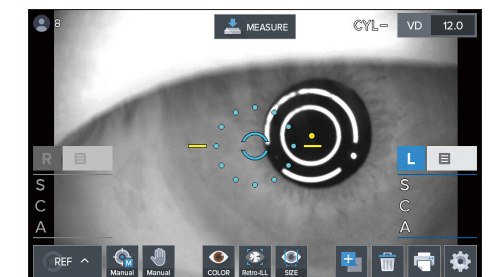 8 MEASURE CYL- VD 12.0
R L
S S
C C
A A
REF Manual Manual COLOR Retro-ILL SIZE
M